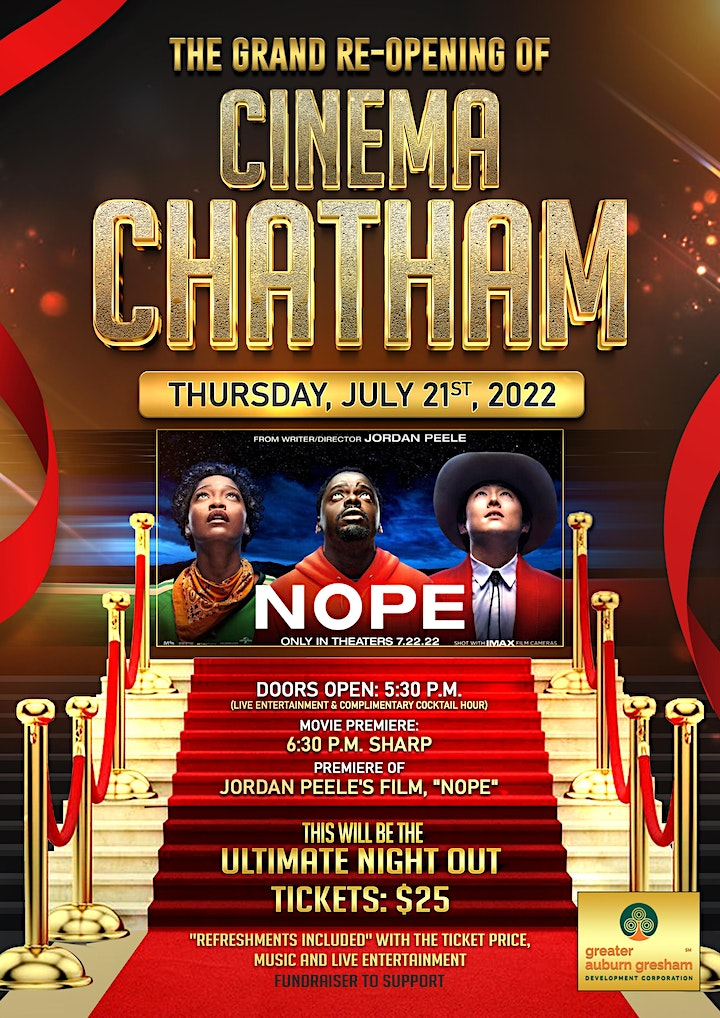 THE GRAND RE-OPENING OF
CINEMA
CHATHAM
THURSDAY, JULY 21ST, 2022
FROM WRITER/DIRECTOR JORDAN PEELE
NOPE
ONLY IN THEATERS 7.22.22
SHOT WITH IMAX FILM CAMERAS
DOORS OPEN: 5:30 P.M.
(LIVE ENTERTAINMENT & COMPLIMENTARY COCKTAIL HOUR)
MOVIE PREMIERE:
6:30 P.M. SHARP
PREMIERE OF
JORDAN PEELE'S FILM, "NOPE"
THIS WILL BE THE
ULTIMATE NIGHT OUT
TICKETS: $25
"REFRESHMENTS INCLUDED" WITH THE TICKET PRICE,
MUSIC AND LIVE ENTERTAINMENT
FUNDRAISER TO SUPPORT
greater SM
auburn gresham
DEVELOPMENT CORPORATION